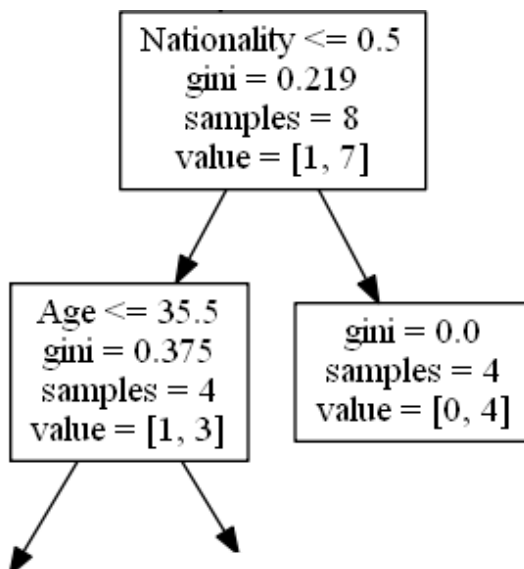 Nationality <= 0.5
gini = 0.219
samples = 8
value = [1, 7]
Age <= 35.5
gini = 0.375
samples = 4
value = [1, 3]
gini = 0.0
samples = 4
value = [0, 4]